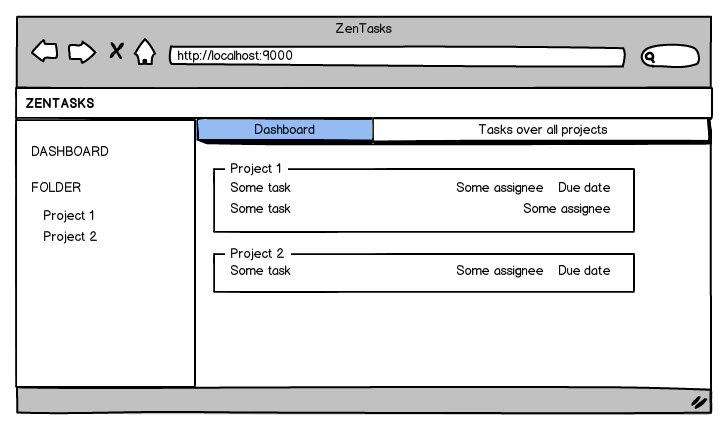 ZenTasks
http://localhost:9000
ZENTASKS
Dashboard
Tasks over all projects
DASHBOARD
FOLDER
Project 1
Project 2
Project 1
Some task Some assignee Due date
Some task Some assignee
Project 2
Some task Some assignee Due date